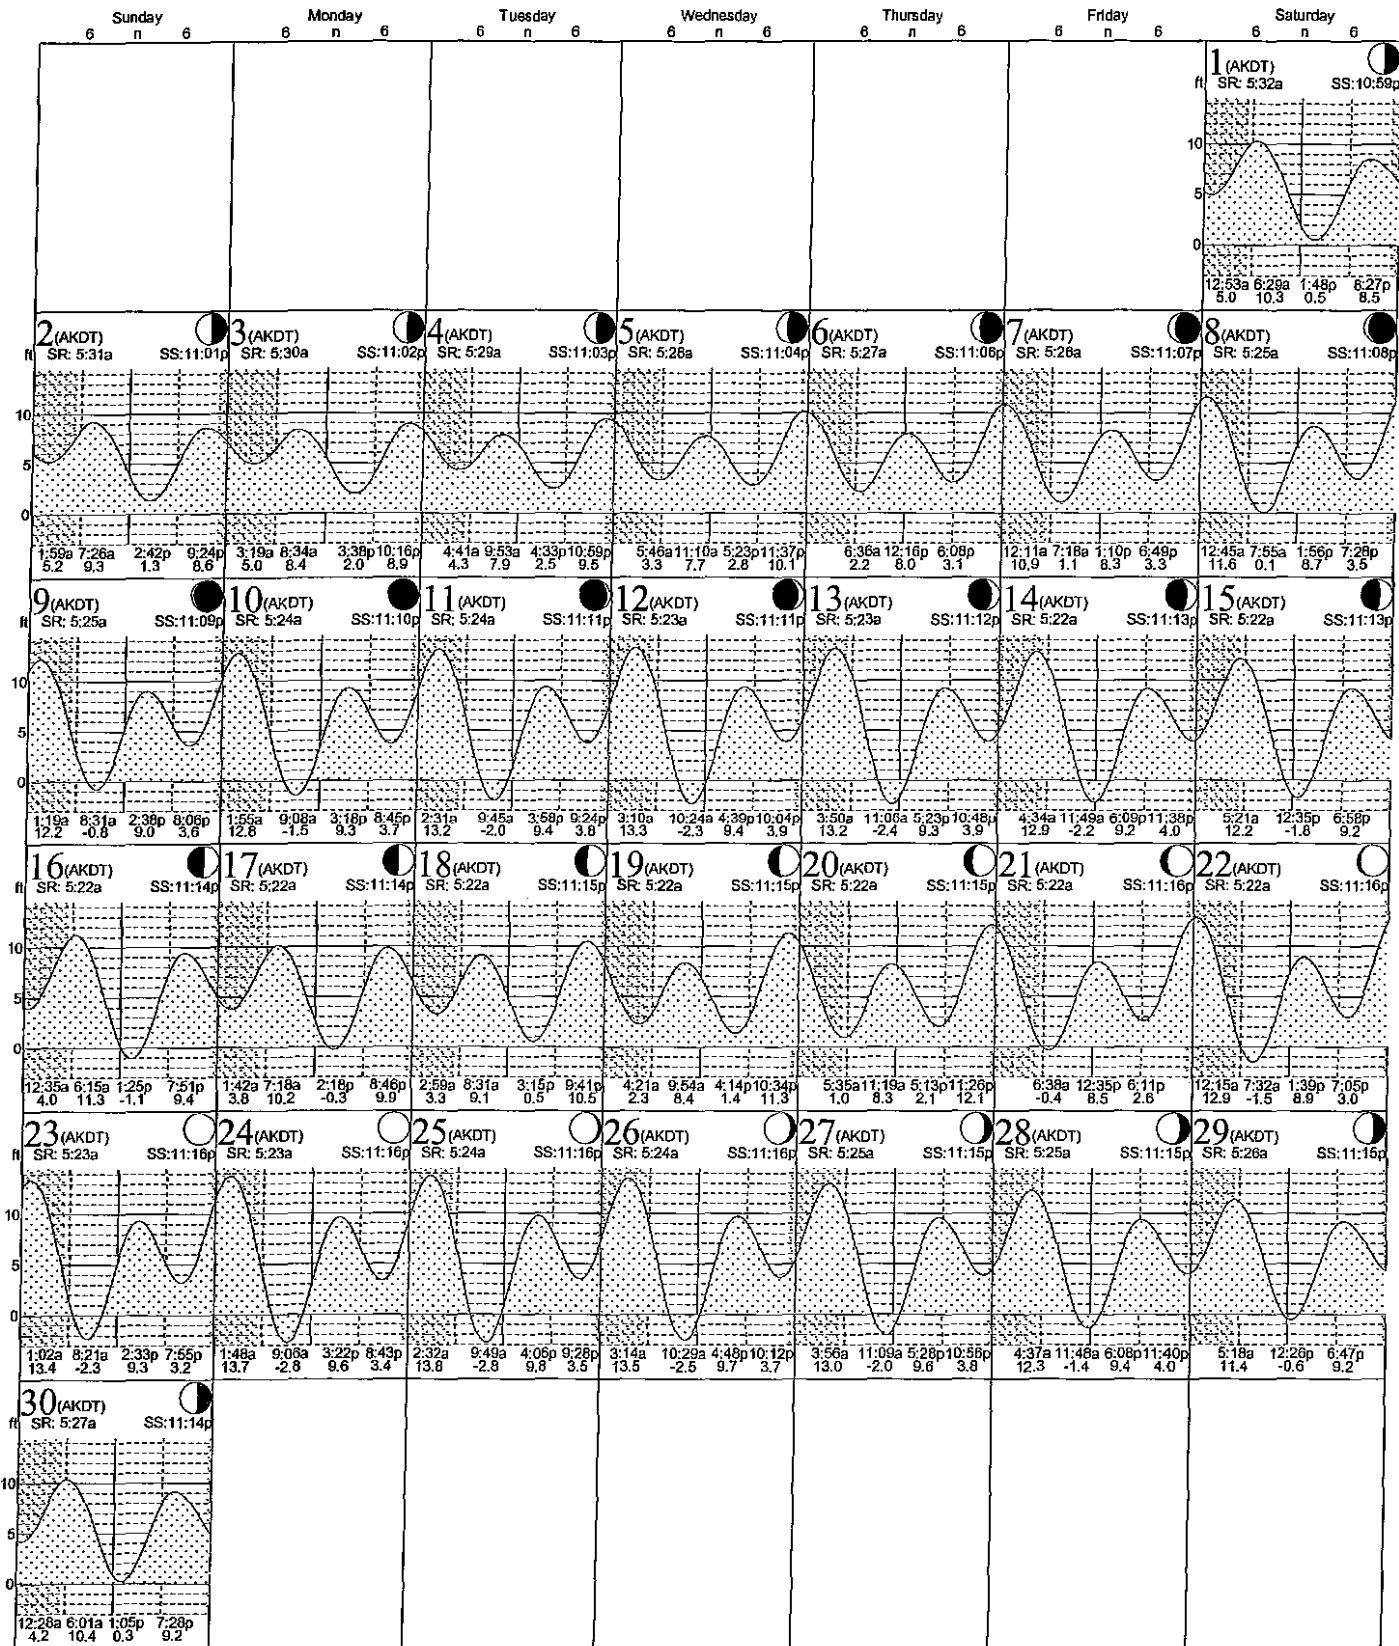 Sunday Monday Tuesday Wednesday Thursday Friday Saturday
6 n 6 6 n 6 6 n 6 6 n 6 6 n 6 6 n 6 6 n 6
1(AKDT)
ft SR: 5:32a SS:10:59p
10
5
0
12:53a 6:29a 1:48p 8:27p
5.0 10.3 0.5 8.5
2(AKDT) 3(AKDT) 4(AKDT) 5(AKDT) 6(AKDT) 7(AKDT) 8(AKDT)
ft SR: 5:31a SS:11:01p SR: 5:30a SS:11:02p SR: 5:29a SS:11:03p SR: 5:28a SS:11:04p SR: 5:27a SS:11:06p SR: 5:26a SS:11:07p SR: 5:25a SS:11:08p
10
5
0
1:59a 7:26a 2:42p 9:24p 3:19a 8:34a 3:38p 10:16p 4:41a 9:53a 4:33p 10:59p 5:46a 11:10a 5:23p 11:37p 6:36a 12:16p 6:08p 12:11a 7:18a 1:10p 6:49p 12:45a 7:55a 1:56p 7:28p
5.2 9.3 1.3 8.6 5.0 8.4 2.0 8.9 4.3 7.9 2.5 9.5 3.3 7.7 2.8 10.1 2.2 8.0 3.1 10.9 1.1 8.3 3.3 11.6 0.1 8.7 3.5
9(AKDT) 10(AKDT) 11(AKDT) 12(AKDT) 13(AKDT) 14(AKDT) 15(AKDT)
ft SR: 5:25a SS:11:09p SR: 5:24a SS:11:10p SR: 5:24a SS:11:11p SR: 5:23a SS:11:11p SR: 5:23a SS:11:12p SR: 5:22a SS:11:13p SR: 5:22a SS:11:13p
10
5
0
1:19a 8:31a 2:38p 8:06p 1:55a 9:08a 3:18p 8:45p 2:31a 9:45a 3:58p 9:24p 3:10a 10:24a 4:39p 10:04p 3:50a 11:06a 5:23p 10:48p 4:34a 11:49a 6:09p 11:38p 5:21a 12:35p 6:58p
12.2 -0.8 9.0 3.6 12.8 -1.5 9.3 3.7 13.2 -2.0 9.4 3.8 13.3 -2.3 9.4 3.9 13.2 -2.4 9.3 3.9 12.9 -2.2 9.2 4.0 12.2 -1.8 9.2
16(AKDT) 17(AKDT) 18(AKDT) 19(AKDT) 20(AKDT) 21(AKDT) 22(AKDT)
ft SR: 5:22a SS:11:14p SR: 5:22a SS:11:14p SR: 5:22a SS:11:15p SR: 5:22a SS:11:15p SR: 5:22a SS:11:15p SR: 5:22a SS:11:16p SR: 5:22a SS:11:16p
10
5
0
12:35a 6:15a 1:25p 7:51p 1:42a 7:18a 2:18p 8:46p 2:59a 8:31a 3:15p 9:41p 4:21a 9:54a 4:14p 10:34p 5:35a 11:19a 5:13p 11:26p 6:38a 12:35p 6:11p 12:15a 7:32a 1:39p 7:05p
4.0 11.3 -1.1 9.4 3.8 10.2 -0.3 9.9 3.3 9.1 0.5 10.5 2.3 8.4 1.4 11.3 1.0 8.3 2.1 12.1 -0.4 8.5 2.6 12.9 -1.5 8.9 3.0
23(AKDT) 24(AKDT) 25(AKDT) 26(AKDT) 27(AKDT) 28(AKDT) 29(AKDT)
ft SR: 5:23a SS:11:16p SR: 5:23a SS:11:16p SR: 5:24a SS:11:16p SR: 5:24a SS:11:16p SR: 5:25a SS:11:15p SR: 5:25a SS:11:15p SR: 5:26a SS:11:15p
10
5
0
1:02a 8:21a 2:33p 7:55p 1:48a 9:06a 3:22p 8:43p 2:32a 9:49a 4:06p 9:28p 3:14a 10:29a 4:48p 10:12p 3:56a 11:09a 5:28p 10:56p 4:37a 11:48a 6:08p 11:40p 5:18a 12:26p 6:47p
13.4 -2.3 9.3 3.2 13.7 -2.8 9.6 3.4 13.8 -2.8 9.8 3.5 13.5 -2.5 9.7 3.7 13.0 -2.0 9.6 3.8 12.3 -1.4 9.4 4.0 11.4 -0.6 9.2
30(AKDT)
ft SR: 5:27a SS:11:14p
10
5
0
12:28a 6:01a 1:05p 7:28p
4.2 10.4 0.3 9.2